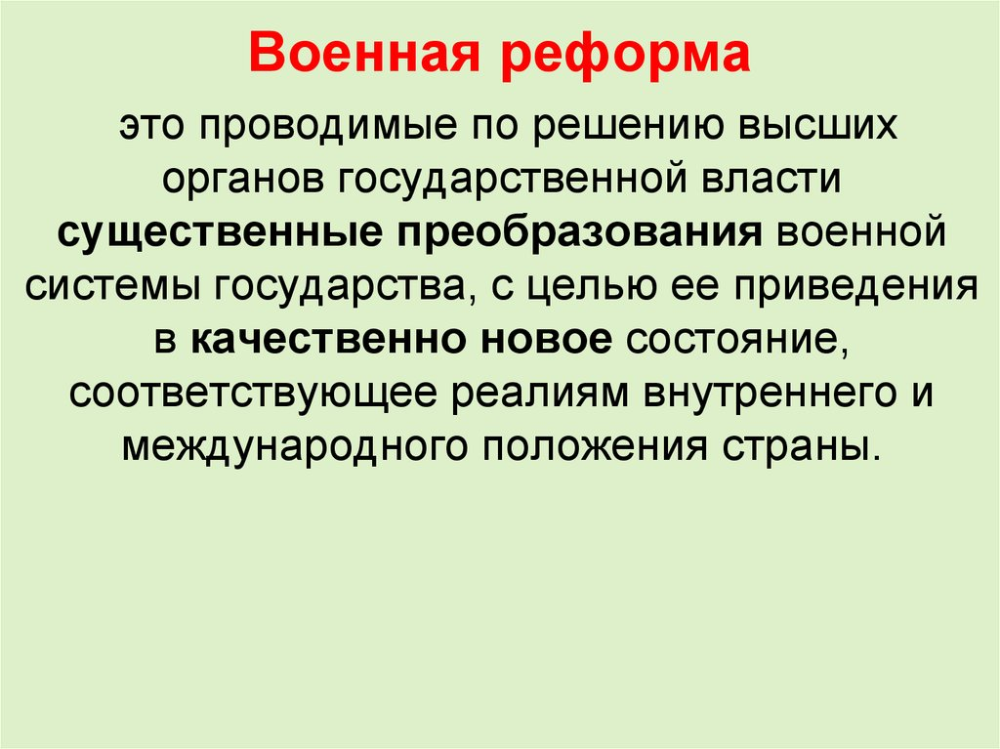 Военная реформа
это проводимые по решению высших
органов государственной власти
существенные преобразования военной
системы государства, с целью ее приведения
в качественно новое состояние,
соответствующее реалиям внутреннего и
международного положения страны.